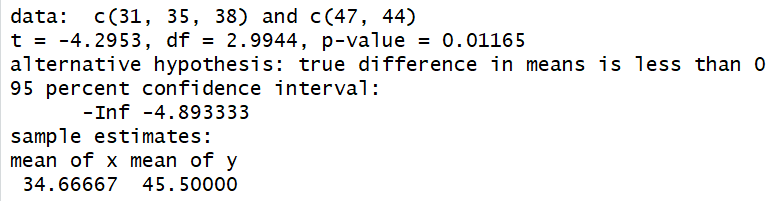 data:  c(31, 35, 38) and c(47, 44)
t = -4.2953, df = 2.9944, p-value = 0.01165
alternative hypothesis: true difference in means is less than 0
95 percent confidence interval:
      -Inf -4.893333
sample estimates:
mean of x mean of y
 34.66667  45.50000